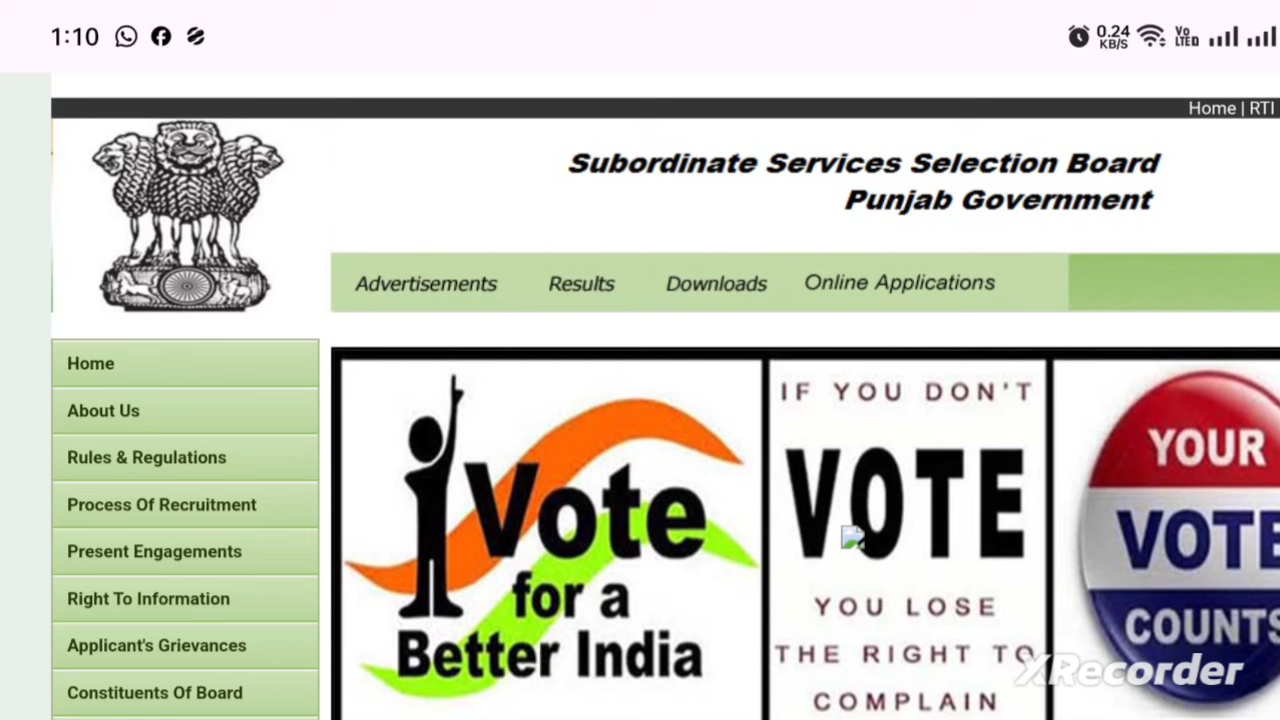 1:10
0.24
KB/S
Vo
LTE
Home | RTI
Subordinate Services Selection Board
Punjab Government
Advertisements Results Downloads Online Applications
Home
About Us
Rules & Regulations
Process Of Recruitment
Present Engagements
Right To Information
Applicant's Grievances
Constituents Of Board
Vote
for a
Better India
IF YOU DON'T
VOTE
YOU LOSE
THE RIGHT TO
COMPLAIN
YOUR
VOTE
COUNTS
XRecorder